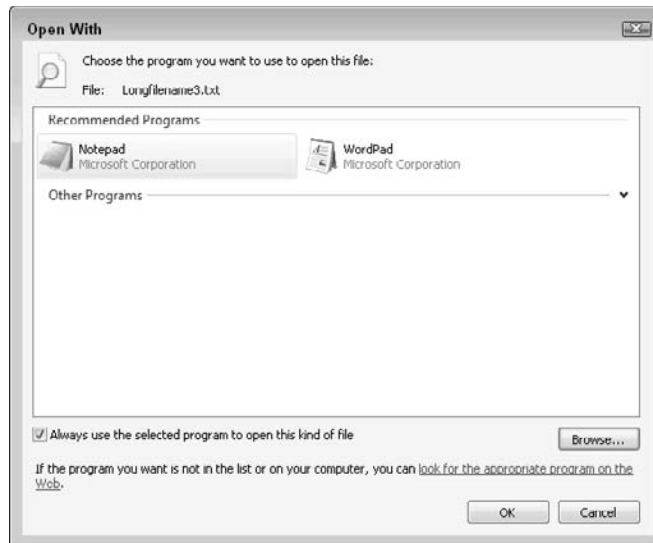 Open With
Choose the program you want to use to open this file:
File: Longfilename3.txt
Recommended Programs
Notepad
Microsoft Corporation
WordPad
Microsoft Corporation
Other Programs
Always use the selected program to open this kind of file
Browse...
If the program you want is not in the list or on your computer, you can look for the appropriate program on the
Web.
OK
Cancel